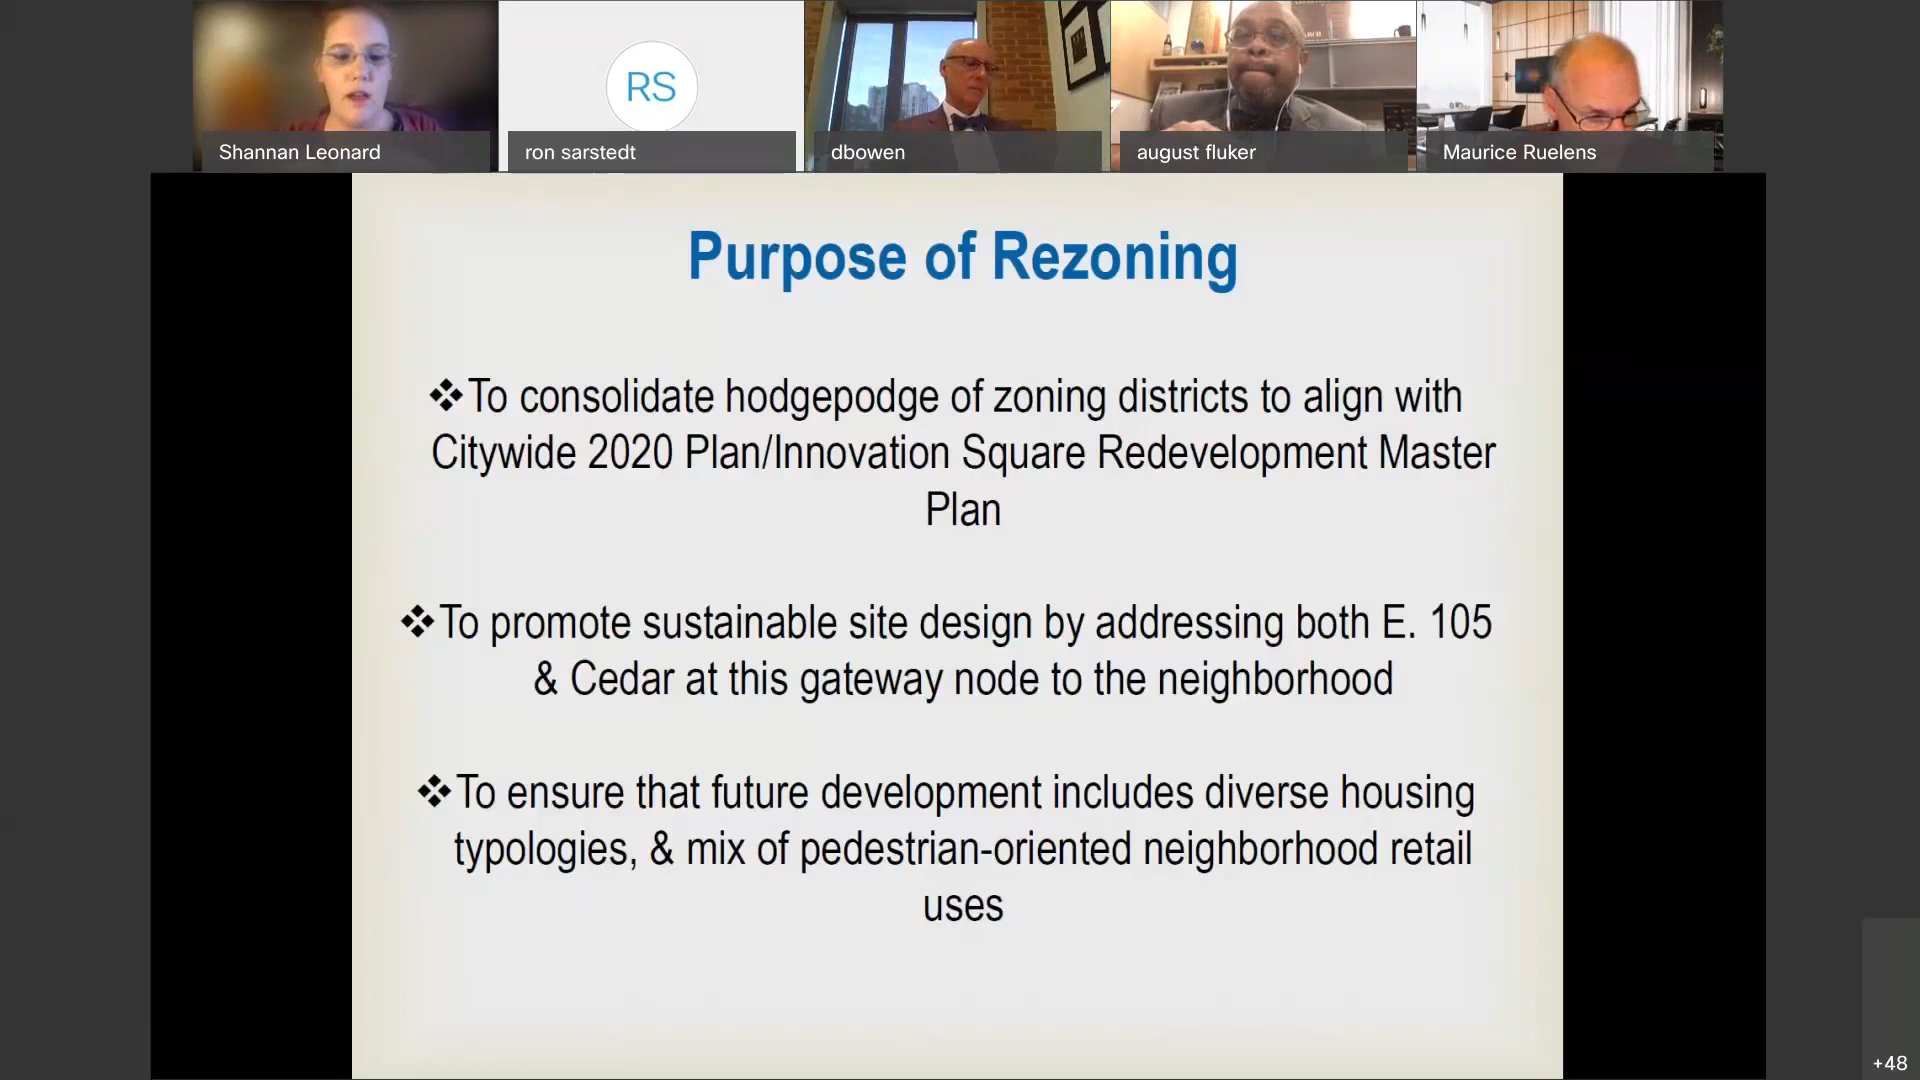 RS
Shannan Leonard
ron sarstedt
dbowen
august fluker
Maurice Ruelens
Purpose of Rezoning
❖To consolidate hodgepodge of zoning districts to align with
Citywide 2020 Plan/Innovation Square Redevelopment Master
Plan
❖To promote sustainable site design by addressing both E. 105
& Cedar at this gateway node to the neighborhood
❖To ensure that future development includes diverse housing
typologies, & mix of pedestrian-oriented neighborhood retail
uses
+48